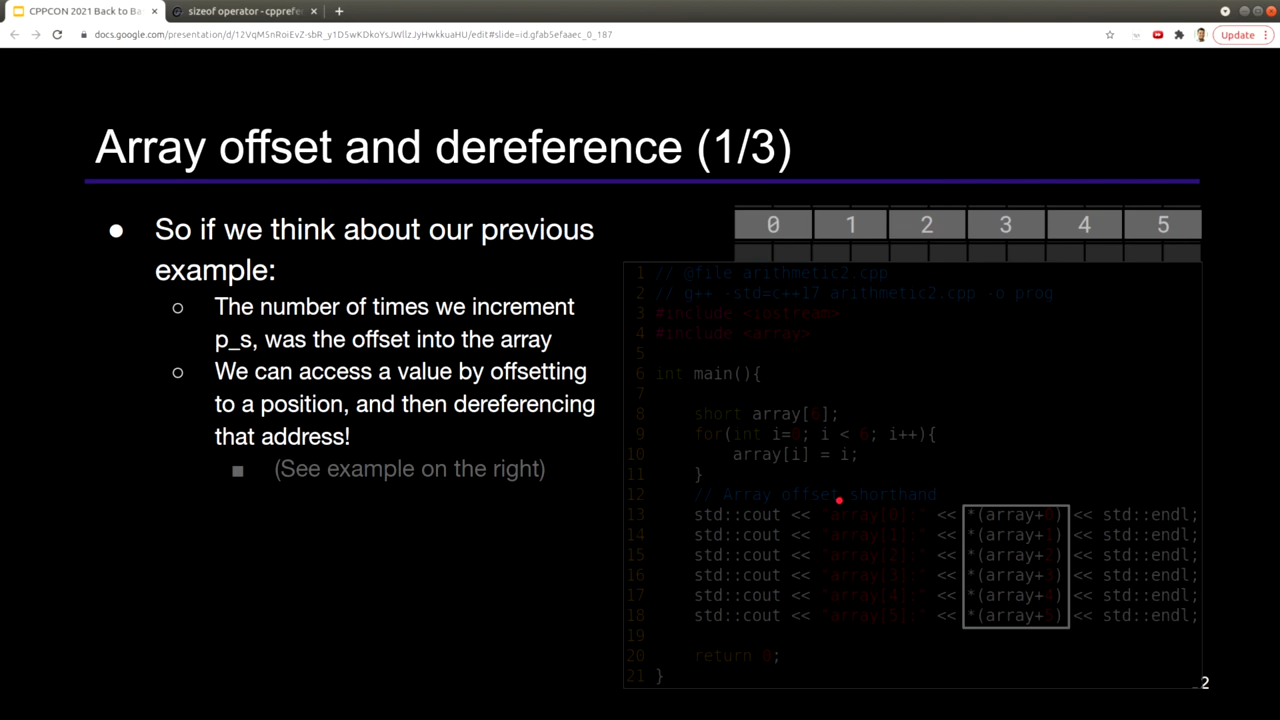 CPPCON 2021 Back to Ba
sizeof operator - cpprefe
docs.google.com/presentation/d/12VqM5nRoiEvZ-sbR_y1D5wKDkoYsJWllzJyHwkkuaHU/edit#slide=id.gfab5efaaec_0_187
Update
Array offset and dereference (1/3)
● So if we think about our previous
example:
○ The number of times we increment
p_s, was the offset into the array
○ We can access a value by offsetting
to a position, and then dereferencing
that address!
■ (See example on the right)
0 1 2 3 4 5
1 // @file arithmetic2.cpp
2 // g++ -std=c++17 arithmetic2.cpp -o prog
3 #include <iostream>
4 #include <array>
5
6 int main(){
7
8 short array[6];
9 for(int i=0; i < 6; i++){
10 array[i] = i;
11 }
12 // Array offset shorthand
13 std::cout << "array[0]:" << *(array+0) << std::endl;
14 std::cout << "array[1]:" << *(array+1) << std::endl;
15 std::cout << "array[2]:" << *(array+2) << std::endl;
16 std::cout << "array[3]:" << *(array+3) << std::endl;
17 std::cout << "array[4]:" << *(array+4) << std::endl;
18 std::cout << "array[5]:" << *(array+5) << std::endl;
19
20 return 0;
21 }
2